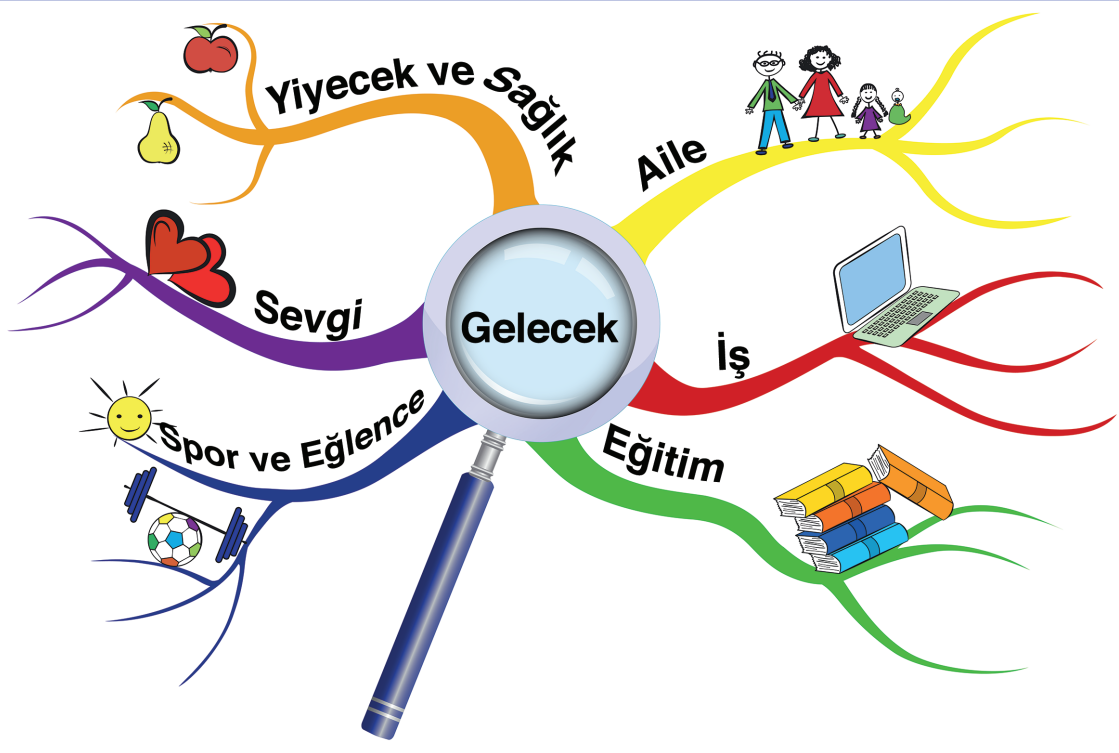 Yiyecek ve Sağlık
Aile
Sevgi
Gelecek
İş
Spor ve Eğlence
Eğitim